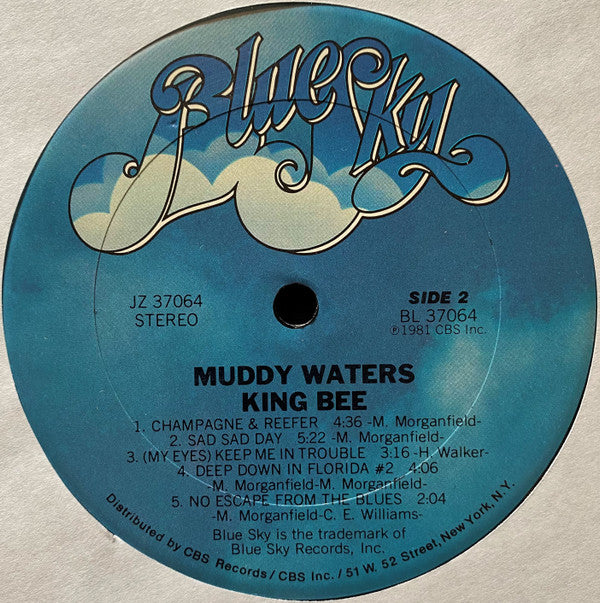 Blue Sky
JZ 37064
STEREO
SIDE 2
BL 37064
℗1981 CBS Inc.
MUDDY WATERS
KING BEE
1. CHAMPAGNE & REEFER 4:36 -M. Morganfield-
2. SAD SAD DAY 5:22 -M. Morganfield-
3. (MY EYES) KEEP ME IN TROUBLE 3:16 -H. Walker-
4. DEEP DOWN IN FLORIDA #2 4:06
-M. Morganfield-M. Morganfield-
5. NO ESCAPE FROM THE BLUES 2:04
-M. Morganfield-C. E. Williams-
Blue Sky is the trademark of
Blue Sky Records, Inc.
Distributed by CBS Records/CBS Inc./51 W. 52 Street, New York, N.Y.